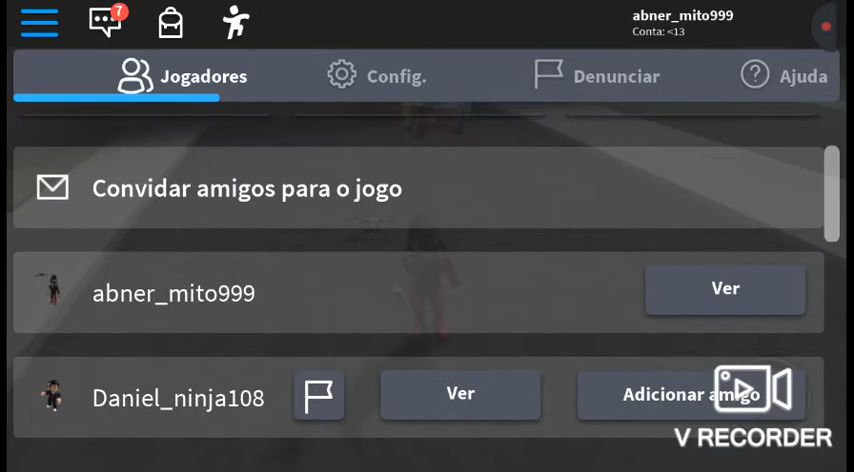 7
abner_mito999
Conta: <13
Jogadores
Config.
Denunciar
Ajuda
Convidar amigos para o jogo
abner_mito999
Ver
Daniel_ninja108
Ver
Adicionar amigo
V RECORDER